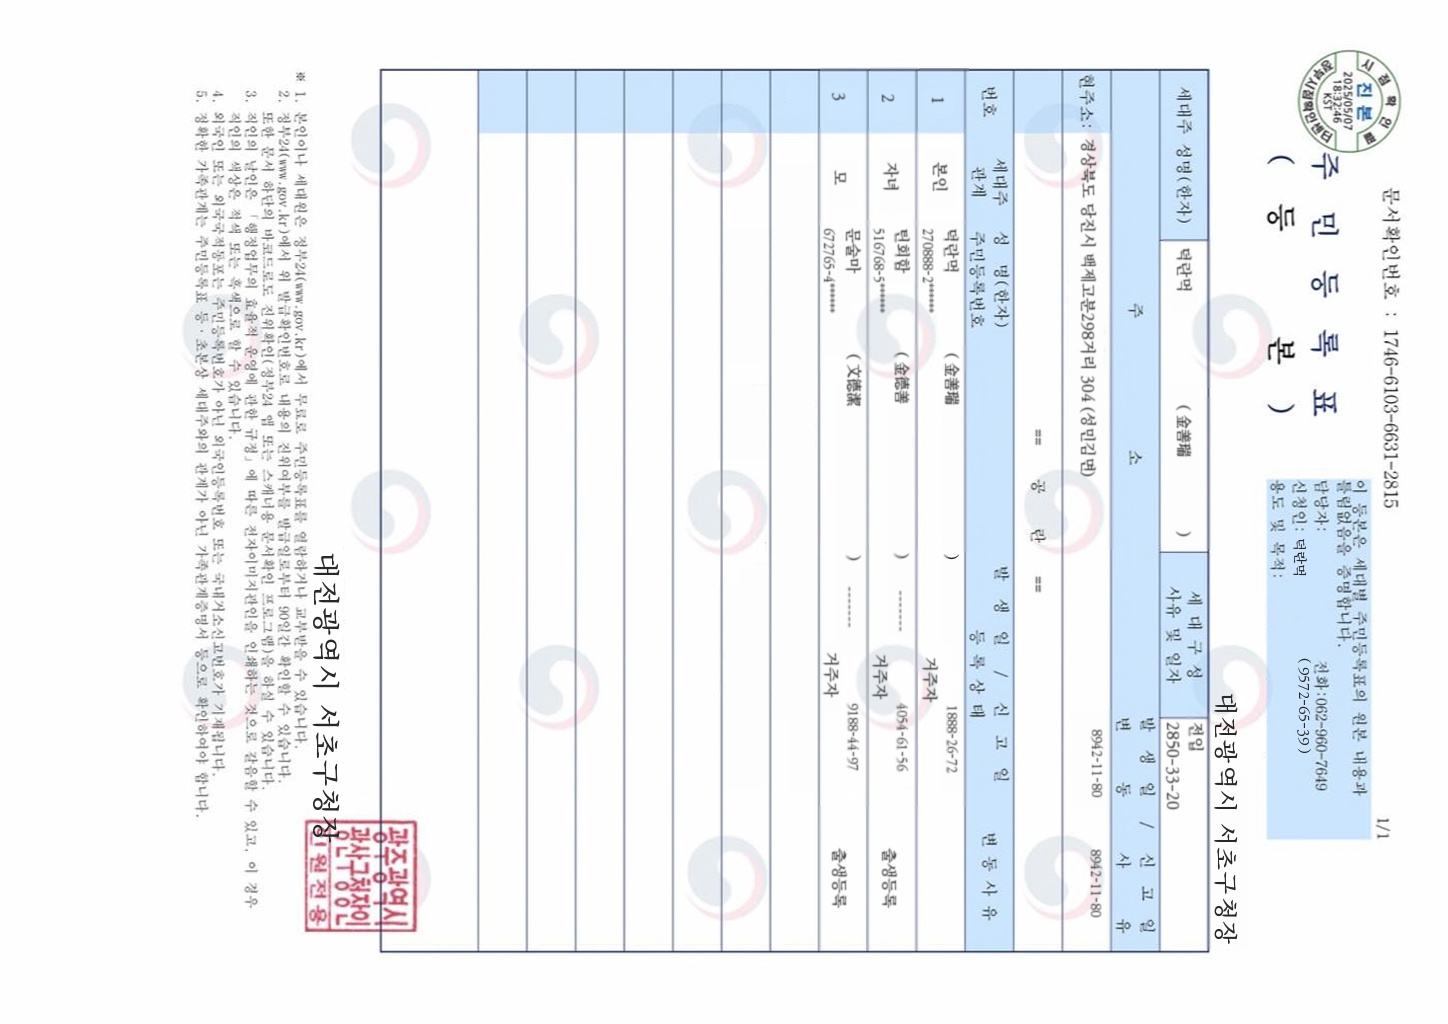 문서확인번호 : 1746-6103-6631-2815
1/1
시 점 확 인 필
진본
2025/05/07
18:32:46
KST
주 민 등 록 표
( 등 본 )
이 등본은 세대별 주민등록표의 원본 내용과
틀림없음을 증명합니다.
담당자: 전화:062-960-7649
신청인: 덕란먹 (9572-65-39)
용도 및 목적:
대전광역시 서초구청장
세대주 성명(한자) 덕란먹 ( 金善瑞 ) 세 대 구 성 사유 및 일자 전입 2850-33-20
주 소 발 생 일 / 신 고 일
변 동 사 유
현주소: 경상북도 당진시 백제고분298거리 304 (성민김면) 8942-11-80 8942-11-80
== 공 란 ==
번호 세대주 관계 성 명(한자) 주민등록번호 발 생 일 / 신 고 일 등 록 상 태 변 동 사 유
1 본인 덕란먹 ( 金善瑞 )
270888-2****** 거주자 1888-26-72
2 자녀 턴회함 ( 金德善 ) -------- 4054-61-56 출생등록
516768-5****** 거주자
3 모 문술마 ( 文德潔 ) -------- 9188-44-97 출생등록
672765-4****** 거주자
대전광역시 서초구청장
광주광역시
광산구청장인
민원전용
※ 1. 본인이나 세대원은 정부24(www.gov.kr)에서 무료로 주민등록표를 열람하거나 교부받을 수 있습니다.
2. 정부24(www.gov.kr)에서 위 발급확인번호로 내용의 진위여부를 발급일로부터 90일간 확인할 수 있습니다.
또한 문서 하단의 바코드로도 진위확인(정부24 앱 또는 스캐너용 문서확인 프로그램)을 하실 수 있습니다.
3. 직인의 날인은 「행정업무의 효율적 운영에 관한 규정」에 따른 전자이미지관인을 인쇄하는 것으로 갈음할 수 있고, 이 경우
직인의 색상은 적색 또는 흑색으로 할 수 있습니다.
4. 외국인 또는 외국국적동포는 주민등록번호가 아닌 외국인등록번호 또는 국내거소신고번호가 기재됩니다.
5. 정확한 가족관계는 주민등록표 등·초본상 세대주와의 관계가 아닌 가족관계증명서 등으로 확인하여야 합니다.